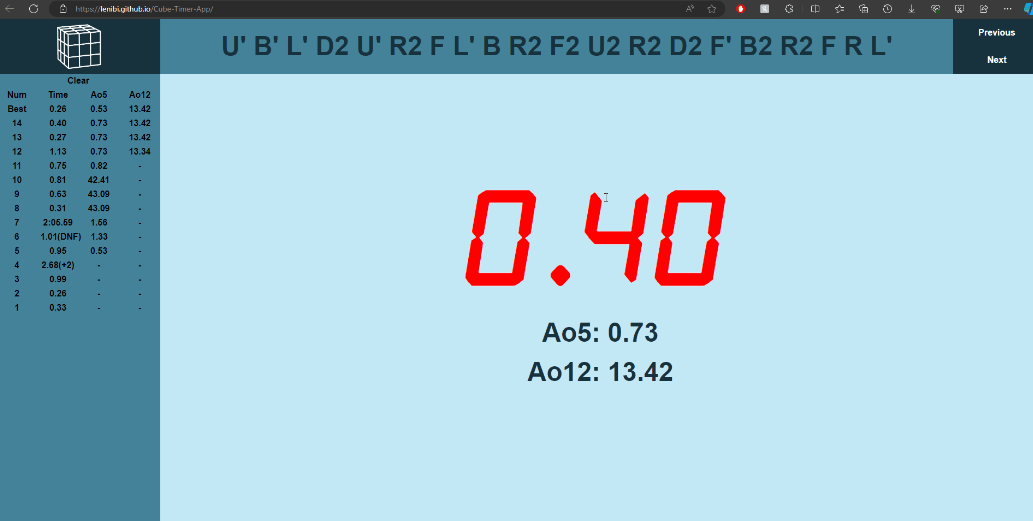 https://lenibi.github.io/Cube-Timer-App/
U' B' L' D2 U' R2 F L' B R2 F2 U2 R2 D2 F' B2 R2 F R L'
Previous
Next
Clear
Num Time Ao5 Ao12
Best 0.26 0.53 13.42
14 0.40 0.73 13.42
13 0.27 0.73 13.42
12 1.13 0.73 13.34
11 0.75 0.82 -
10 0.81 42.41 -
9 0.63 43.09 -
8 0.31 43.09 -
7 2:05.59 1.56 -
6 1.01(DNF) 1.33 -
5 0.95 0.53 -
4 2.68(+2) - -
3 0.99 - -
2 0.26 - -
1 0.33 - -
0.40
Ao5: 0.73
Ao12: 13.42